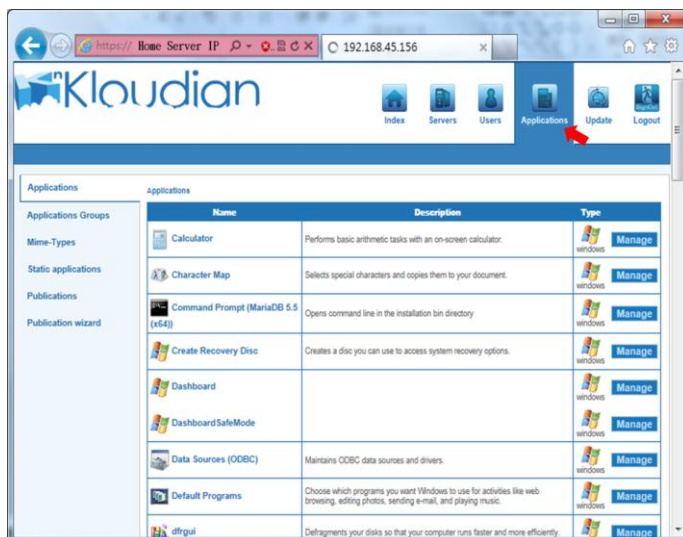 https:// Home Server IP
192.168.45.156
nKloudian
Index
Servers
Users
Applications
Update
SignOut
Logout
Applications
Applications Groups
Mime-Types
Static applications
Publications
Publication wizard
Applications
Name Description Type
Calculator Performs basic arithmetic tasks with an on-screen calculator. windows Manage
Character Map Selects special characters and copies them to your document. windows Manage
Command Prompt (MariaDB 5.5
(x64)) Opens command line in the installation bin directory windows Manage
Create Recovery Disc Creates a disc you can use to access system recovery options. windows Manage
Dashboard windows Manage
DashboardSafeMode windows Manage
Data Sources (ODBC) Maintains ODBC data sources and drivers. windows Manage
Default Programs Choose which programs you want Windows to use for activities like web
browsing, editing photos, sending e-mail, and playing music. windows Manage
dfrgui Defragments your disks so that your computer runs faster and more efficiently. Manage